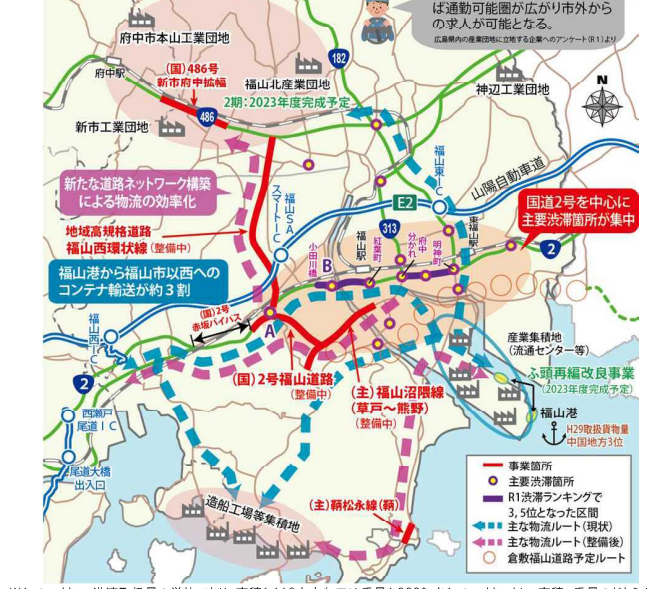 ば通勤可能圏が広がり市外から
の求人が可能となる。
広島県内の産業団地に立地する企業へのアンケート(R1)より
府中市本山工業団地
府中駅
(国)486号
新市府中拡幅
486
182
福山北産業団地
2期:2023年度完成予定
神辺工業団地
N
新市工業団地
新たな道路ネットワーク構築
による物流の効率化
地域高規格道路
福山西環状線(整備中)
福山SA
スマートIC
福山東IC
山陽自動車道
E2
313
国道2号を中心に
主要渋滞箇所が集中
福山港から福山市以西への
コンテナ輸送が約3割
小田川橋
B
福山駅
紅葉町
府中
分かれ
明神町
東福山駅
2
(国)2号
赤坂バイパス
A
福山西IC
2
(国)2号福山道路
(整備中)
(主)福山沼隈線
(草戸~熊野)
(整備中)
産業集積地
(流通センター等)
ふ頭再編改良事業
(2023年度完成予定)
福山港
H29取扱貨物量
中国地方3位
西瀬戸
尾道IC
尾道大橋
出入口
造船工場等集積地
(主)鞆松永線(鞆)
事業箇所
主要渋滞箇所
R1渋滞ランキングで
3,5位となった区間
主な物流ルート(現状)
主な物流ルート(整備後)
倉敷福山道路予定ルート